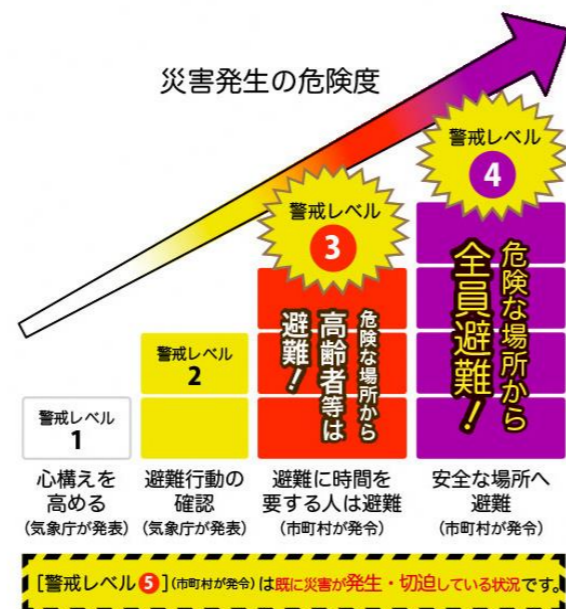 災害発生の危険度
警戒レベル
4
警戒レベル
3
危険な場所から
全員避難!
危険な場所から
高齢者等は
避難!
警戒レベル
2
警戒レベル
1
心構えを
高める
(気象庁が発表)
避難行動の
確認
(気象庁が発表)
避難に時間を
要する人は避難
(市町村が発令)
安全な場所へ
避難
(市町村が発令)
[警戒レベル5](市町村が発令)は既に災害が発生・切迫している状況です。